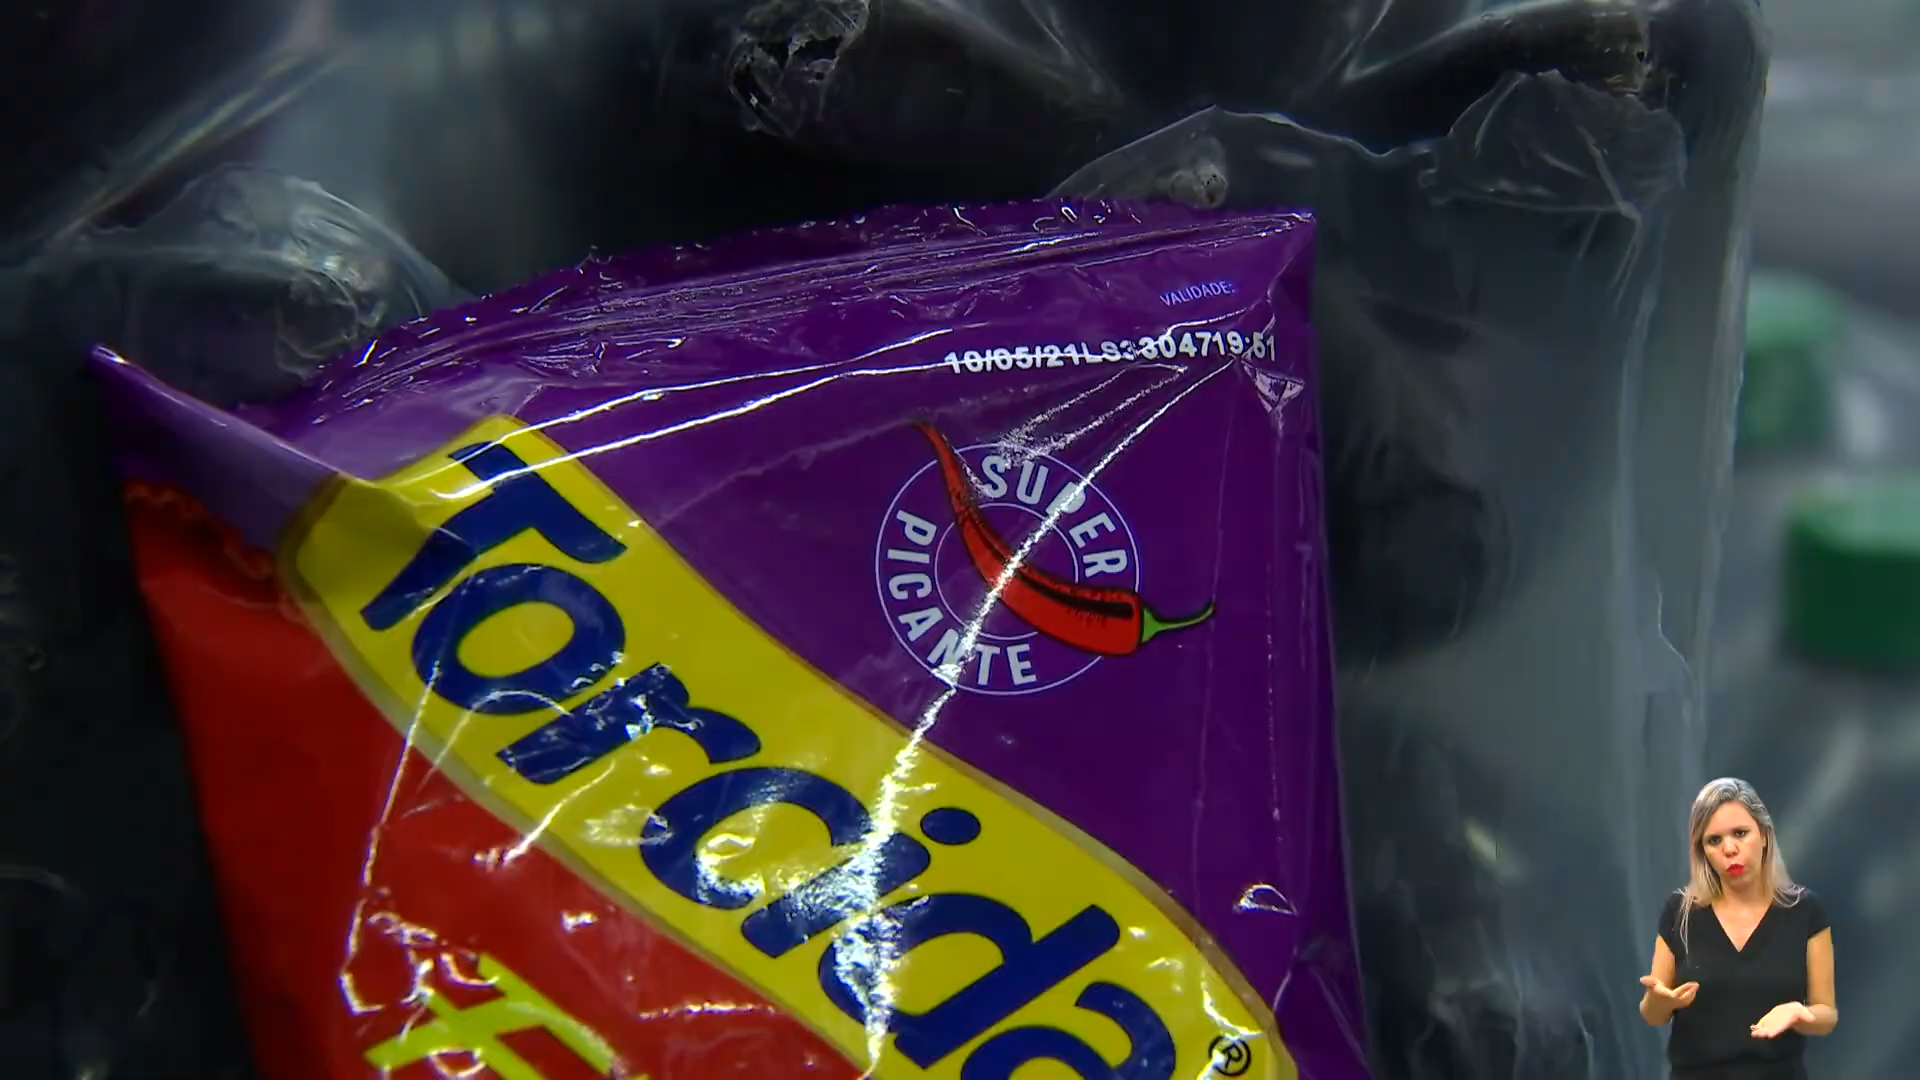 VALIDADE:
10/05/21LS3304719:51
SUPER
PICANTE
Torcida®